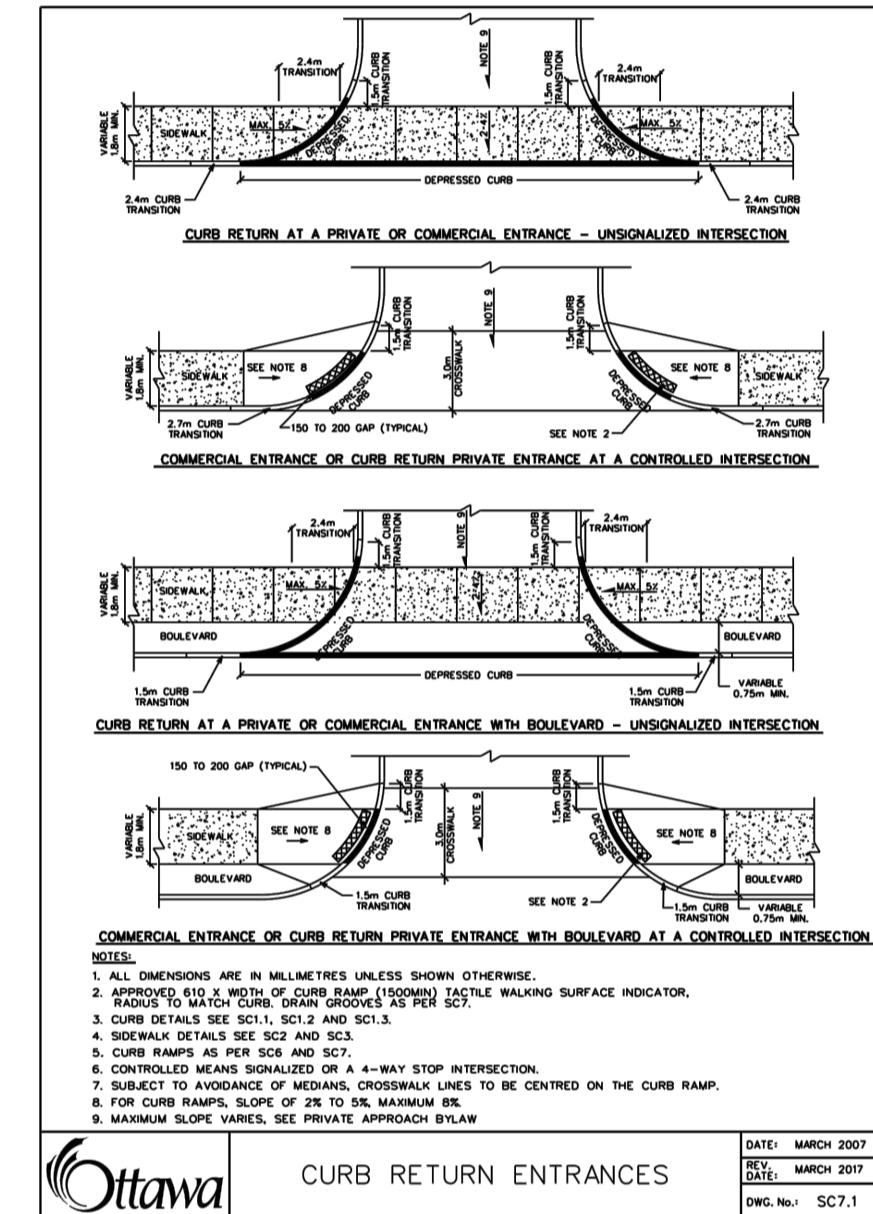 2.4m
TRANSITION
1.5m CURB
TRANSITION
NOTE 9
1.5m CURB
TRANSITION
2.4m
TRANSITION
VARIABLE
1.8m MIN.
SIDEWALK
MAX. 5%
DEPRESSED
CURB
2-4%
DEPRESSED
CURB
MAX. 5%
DEPRESSED CURB
2.4m CURB
TRANSITION
2.4m CURB
TRANSITION
CURB RETURN AT A PRIVATE OR COMMERCIAL ENTRANCE - UNSIGNALIZED INTERSECTION
1.5m CURB
TRANSITION
NOTE 9
1.5m CURB
TRANSITION
VARIABLE
1.8m MIN.
SIDEWALK
SEE NOTE 8
DEPRESSED
CURB
3.0m
CROSSWALK
DEPRESSED
CURB
SEE NOTE 8
SIDEWALK
2.7m CURB
TRANSITION
150 TO 200 GAP (TYPICAL)
SEE NOTE 2
2.7m CURB
TRANSITION
COMMERCIAL ENTRANCE OR CURB RETURN PRIVATE ENTRANCE AT A CONTROLLED INTERSECTION
2.4m
TRANSITION
1.5m CURB
TRANSITION
NOTE 9
1.5m CURB
TRANSITION
2.4m
TRANSITION
VARIABLE
1.8m MIN.
SIDEWALK
MAX. 5%
2-4%
MAX. 5%
BOULEVARD
DEPRESSED
CURB
DEPRESSED
CURB
BOULEVARD
DEPRESSED CURB
1.5m CURB
TRANSITION
1.5m CURB
TRANSITION
VARIABLE
0.75m MIN.
CURB RETURN AT A PRIVATE OR COMMERCIAL ENTRANCE WITH BOULEVARD - UNSIGNALIZED INTERSECTION
150 TO 200 GAP (TYPICAL)
1.5m CURB
TRANSITION
1.5m CURB
TRANSITION
VARIABLE
1.8m MIN.
SIDEWALK
SEE NOTE 8
DEPRESSED
CURB
3.0m
CROSSWALK
NOTE 9
DEPRESSED
CURB
SEE NOTE 8
SIDEWALK
BOULEVARD
BOULEVARD
1.5m CURB
TRANSITION
SEE NOTE 2
1.5m CURB
TRANSITION
VARIABLE
0.75m MIN.
COMMERCIAL ENTRANCE OR CURB RETURN PRIVATE ENTRANCE WITH BOULEVARD AT A CONTROLLED INTERSECTION
NOTES:
1. ALL DIMENSIONS ARE IN MILLIMETRES UNLESS SHOWN OTHERWISE.
2. APPROVED 610 X WIDTH OF CURB RAMP (1500MIN) TACTILE WALKING SURFACE INDICATOR,
RADIUS TO MATCH CURB. DRAIN GROOVES AS PER SC7.
3. CURB DETAILS SEE SC1.1, SC1.2 AND SC1.3.
4. SIDEWALK DETAILS SEE SC2 AND SC3.
5. CURB RAMPS AS PER SC6 AND SC7.
6. CONTROLLED MEANS SIGNALIZED OR A 4-WAY STOP INTERSECTION.
7. SUBJECT TO AVOIDANCE OF MEDIANS, CROSSWALK LINES TO BE CENTRED ON THE CURB RAMP.
8. FOR CURB RAMPS, SLOPE OF 2% TO 5%, MAXIMUM 8%.
9. MAXIMUM SLOPE VARIES, SEE PRIVATE APPROACH BYLAW
Ottawa
CURB RETURN ENTRANCES
DATE: MARCH 2007
REV. DATE: MARCH 2017
DWG. No.: SC7.1